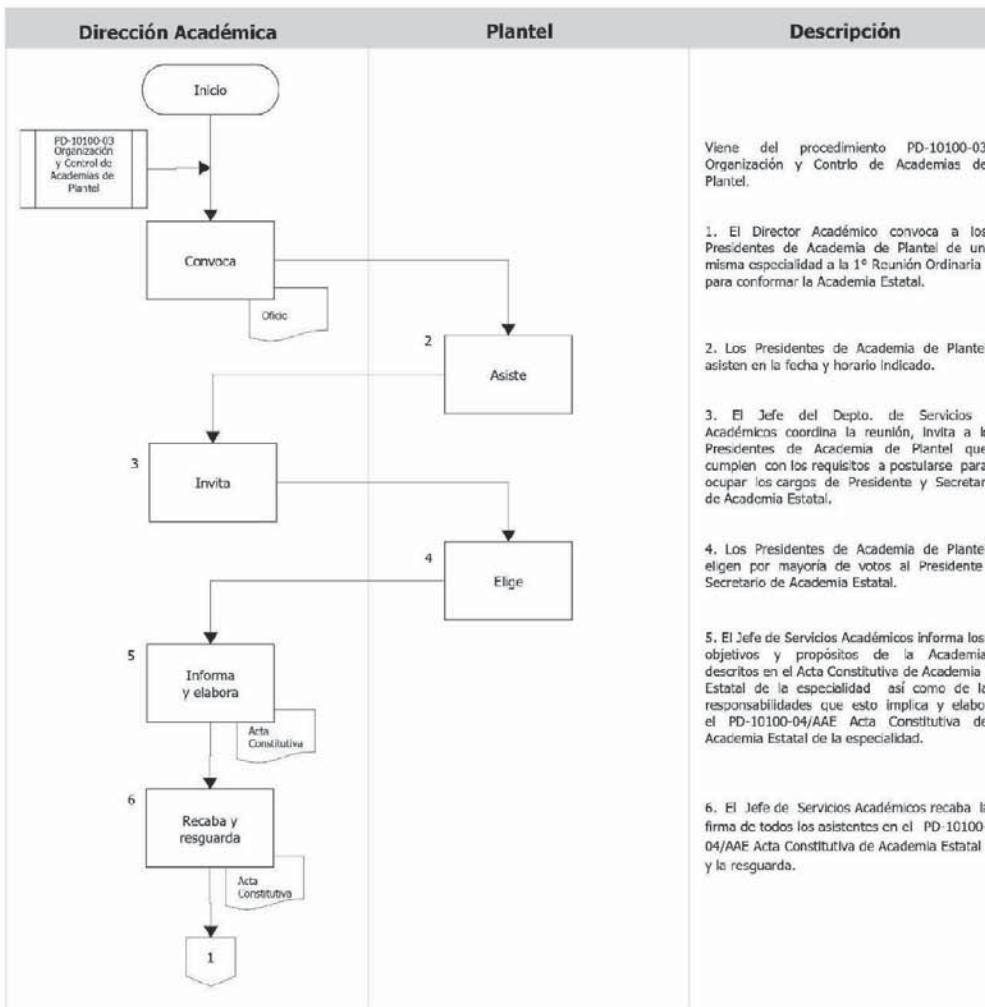 Dirección Académica Plantel Descripción
Inicio
PD-10100-03
Organización
y Control de
Academias de
Plantel
Viene del procedimiento PD-10100-03
Organización y Contrlo de Academias de
Plantel.
Convoca
Oficio
1. El Director Académico convoca a los
Presidentes de Academia de Plantel de un
misma especialidad a la 1º Reunión Ordinaria
para conformar la Academia Estatal.
2
Asiste
2. Los Presidentes de Academia de Plantel
asisten en la fecha y horario indicado.
3
Invita
3. El Jefe del Depto. de Servicios
Académicos coordina la reunión, invita a
Presidentes de Academia de Plantel que
cumplen con los requisitos a postularse para
ocupar los cargos de Presidente y Secretar
de Academia Estatal.
4
Elige
4. Los Presidentes de Academia de Plantel
eligen por mayoría de votos al Presidente
Secretario de Academia Estatal.
5
Informa
y elabora
Acta
Constitutiva
5. El Jefe de Servicios Académicos informa los
objetivos y propósitos de la Academia
descritos en el Acta Constitutiva de Academia
Estatal de la especialidad así como de la
responsabilidades que esto implica y elabo
el PD-10100-04/AAE Acta Constitutiva de
Academia Estatal de la especialidad.
6
Recaba y
resguarda
Acta
Constitutiva
6. El Jefe de Servicios Académicos recaba la
firma de todos los asistentes en el PD-10100-
04/AAE Acta Constitutiva de Academia Estatal
y la resguarda.
1